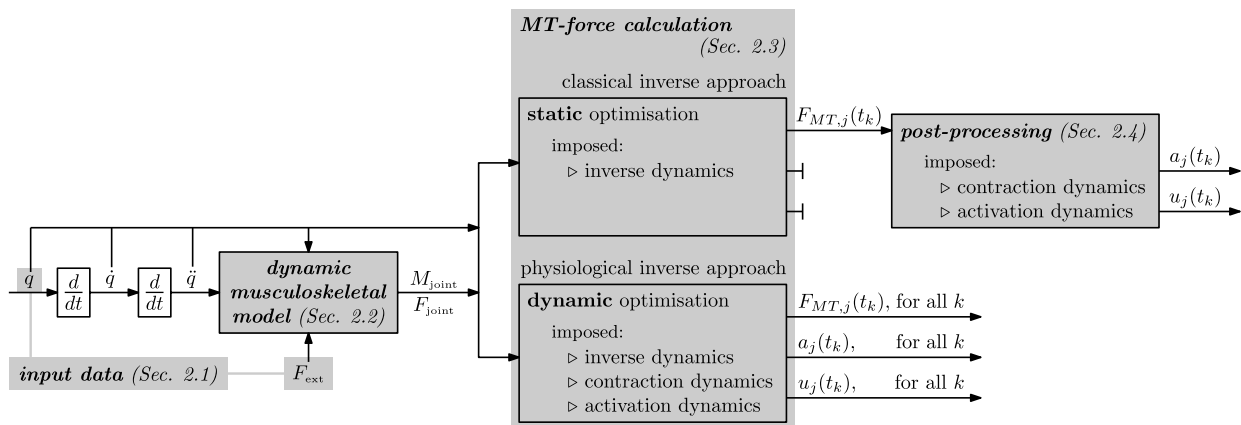 MT-force calculation
(Sec. 2.3)
classical inverse approach
static optimisation
imposed:
▷ inverse dynamics
F_{MT,j}(t_k)
post-processing (Sec. 2.4)
imposed:
▷ contraction dynamics
▷ activation dynamics
a_j(t_k)
u_j(t_k)
q
d/dt
q̇
d/dt
q̈
dynamic
musculoskeletal
model (Sec. 2.2)
M_joint
F_joint
input data (Sec. 2.1)
F_ext
physiological inverse approach
dynamic optimisation
imposed:
▷ inverse dynamics
▷ contraction dynamics
▷ activation dynamics
F_{MT,j}(t_k), for all k
a_j(t_k), for all k
u_j(t_k), for all k